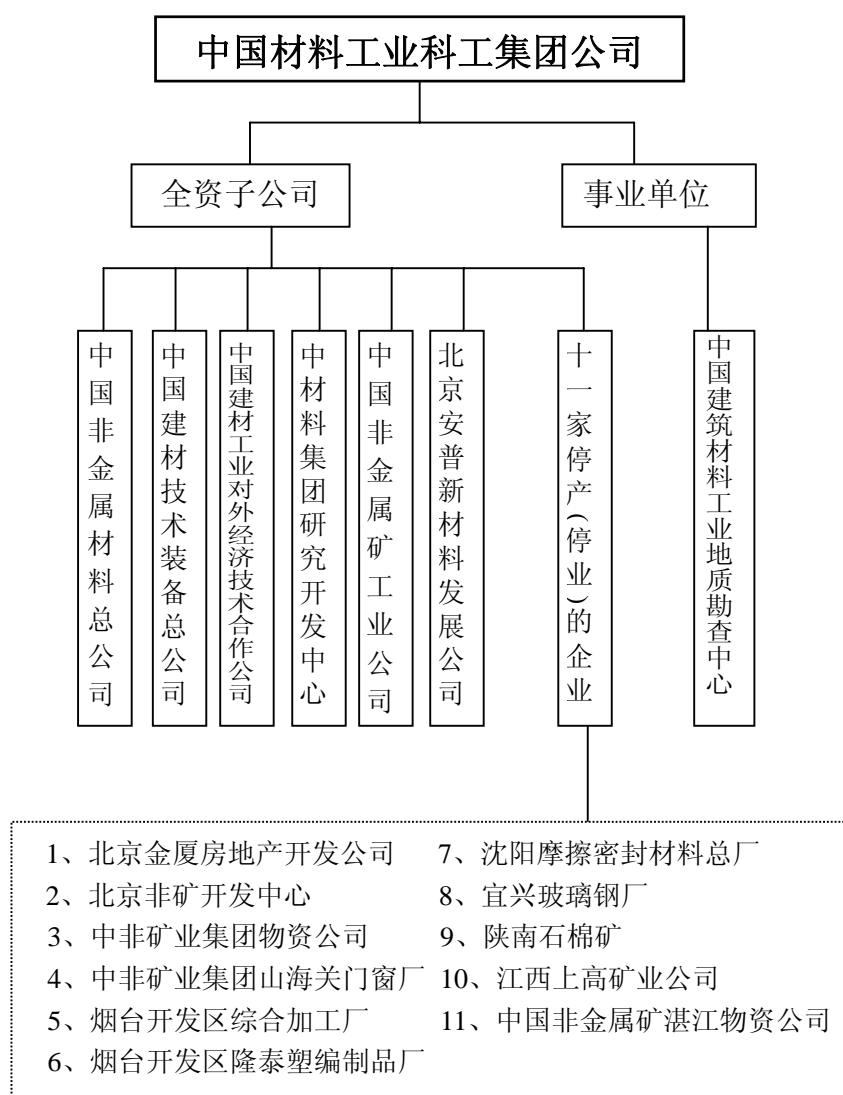 中国材料工业科工集团公司
全资子公司
事业单位
中国非金属材料总公司
中国建材技术装备总公司
中国建材工业对外经济技术合作公司
中材料集团研究开发中心
中国非金属矿工业公司
北京安普新材料发展公司
十一家停产(停业)的企业
中国建筑材料工业地质勘查中心
1、北京金厦房地产开发公司
2、北京非矿开发中心
3、中非矿业集团物资公司
4、中非矿业集团山海关门窗厂
5、烟台开发区综合加工厂
6、烟台开发区隆泰塑编制品厂
7、沈阳摩擦密封材料总厂
8、宜兴玻璃钢厂
9、陕南石棉矿
10、江西上高矿业公司
11、中国非金属矿湛江物资公司